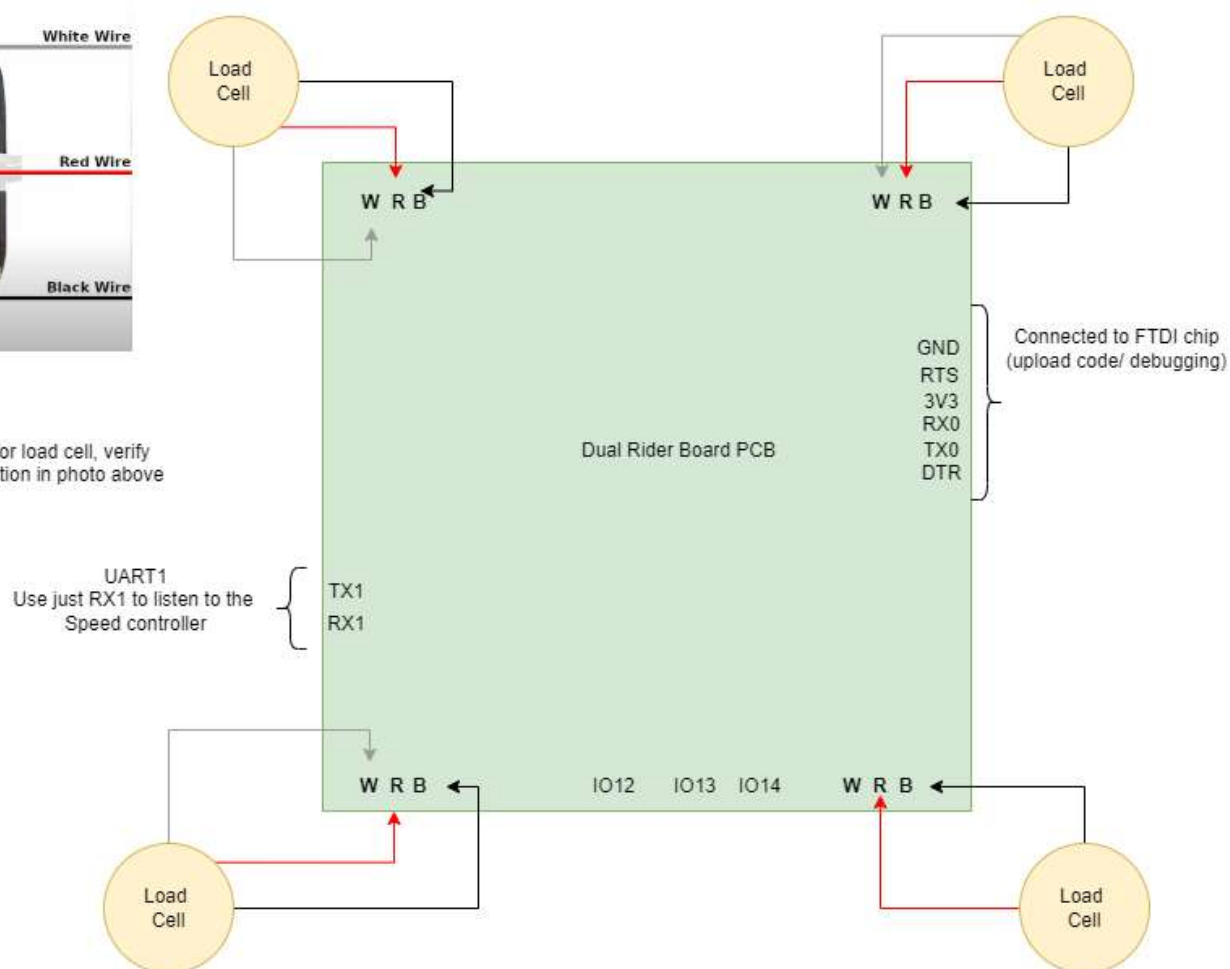 White Wire
Red Wire
Black Wire
or load cell, verify
tion in photo above
Load
Cell
Load
Cell
W R B
W R B
GND
RTS
3V3
RX0
TX0
DTR
Connected to FTDI chip
(upload code/ debugging)
Dual Rider Board PCB
UART1
Use just RX1 to listen to the
Speed controller
TX1
RX1
W R B
IO12 IO13 IO14
W R B
Load
Cell
Load
Cell